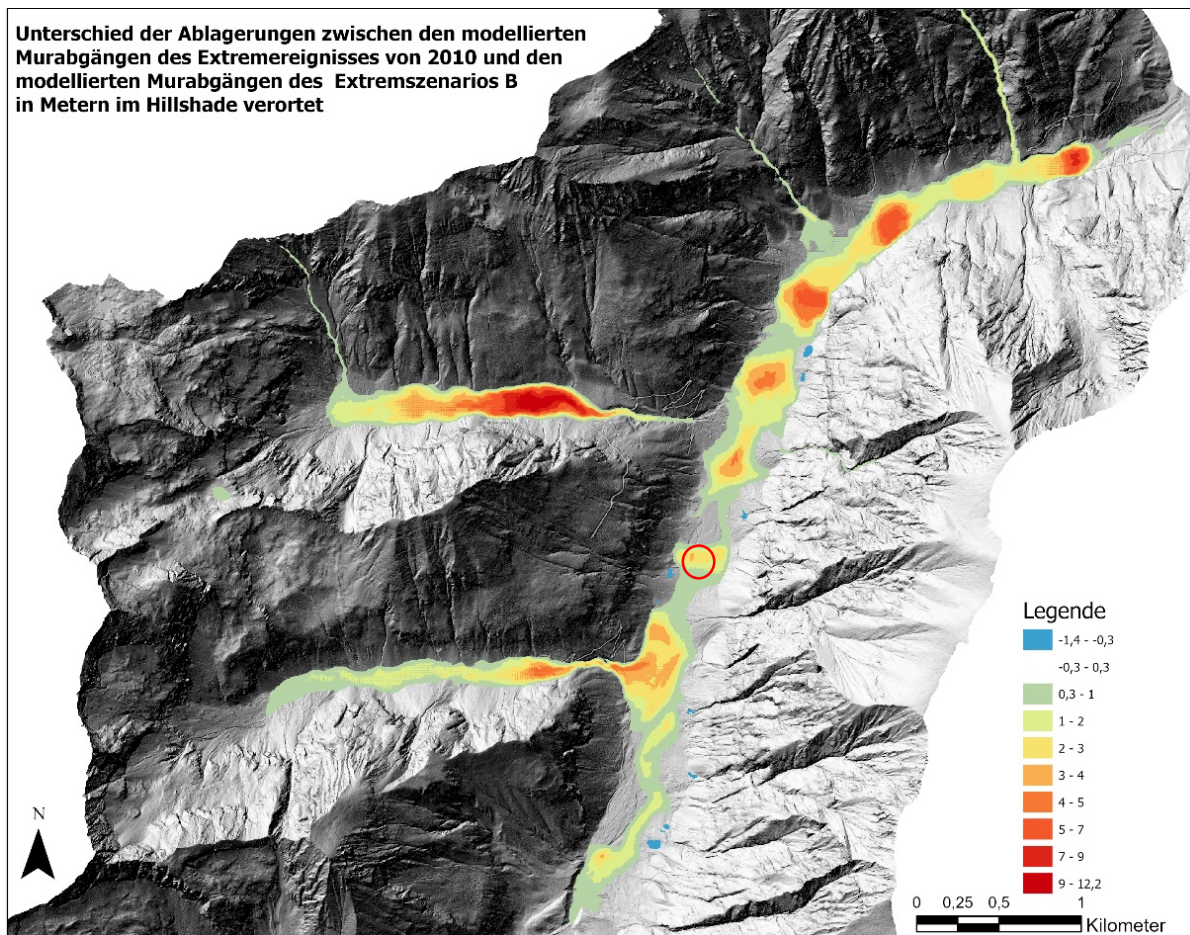 Unterschied der Ablagerungen zwischen den modellierten
Murabgängen des Extremereignisses von 2010 und den
modellierten Murabgängen des Extremszenarios B
in Metern im Hillshade verortet
Legende
-1,4 - -0,3
-0,3 - 0,3
0,3 - 1
1 - 2
2 - 3
3 - 4
4 - 5
5 - 7
7 - 9
9 - 12,2
N
0 0,25 0,5 1
Kilometer